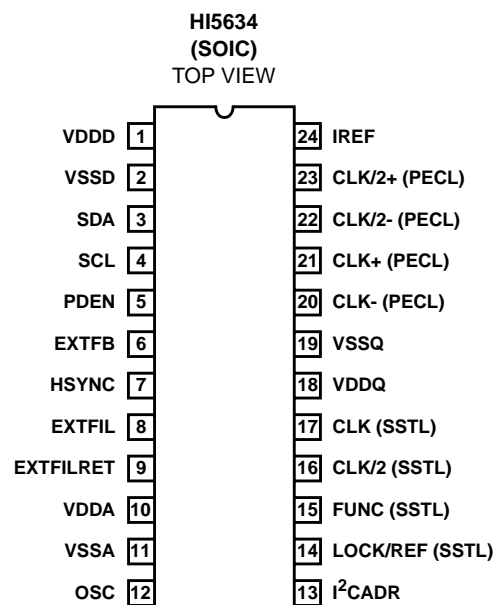 HI5634
(SOIC)
TOP VIEW
VDDD 1 24 IREF
VSSD 2 23 CLK/2+ (PECL)
SDA 3 22 CLK/2- (PECL)
SCL 4 21 CLK+ (PECL)
PDEN 5 20 CLK- (PECL)
EXTFB 6 19 VSSQ
HSYNC 7 18 VDDQ
EXTFIL 8 17 CLK (SSTL)
EXTFILRET 9 16 CLK/2 (SSTL)
VDDA 10 15 FUNC (SSTL)
VSSA 11 14 LOCK/REF (SSTL)
OSC 12 13 I²CADR